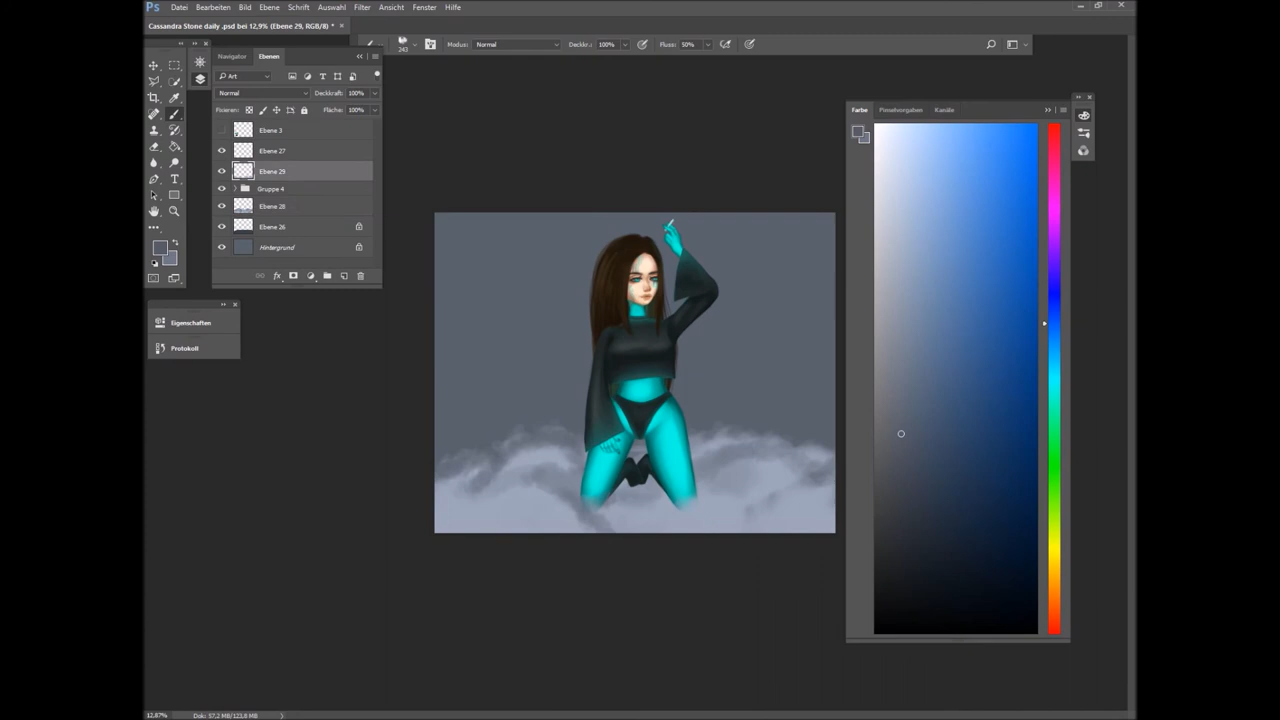 Ps Datei Bearbeiten Bild Ebene Schrift Auswahl Filter Ansicht Fenster Hilfe
Cassandra Stone daily .psd bei 12,9% (Ebene 29, RGB/8) * ×
243 Modus: Normal Deckkr.: 100% Fluss: 50%
Navigator Ebenen
Art
Normal Deckkraft: 100%
Fixieren: Fläche: 100%
Ebene 3
Ebene 27
Ebene 29
Gruppe 4
Ebene 28
Ebene 26
Hintergrund
fx
Eigenschaften
Protokoll
Farbe Pinselvorgaben Kanäle
12,87% Dok: 57,2 MB/123,8 MB